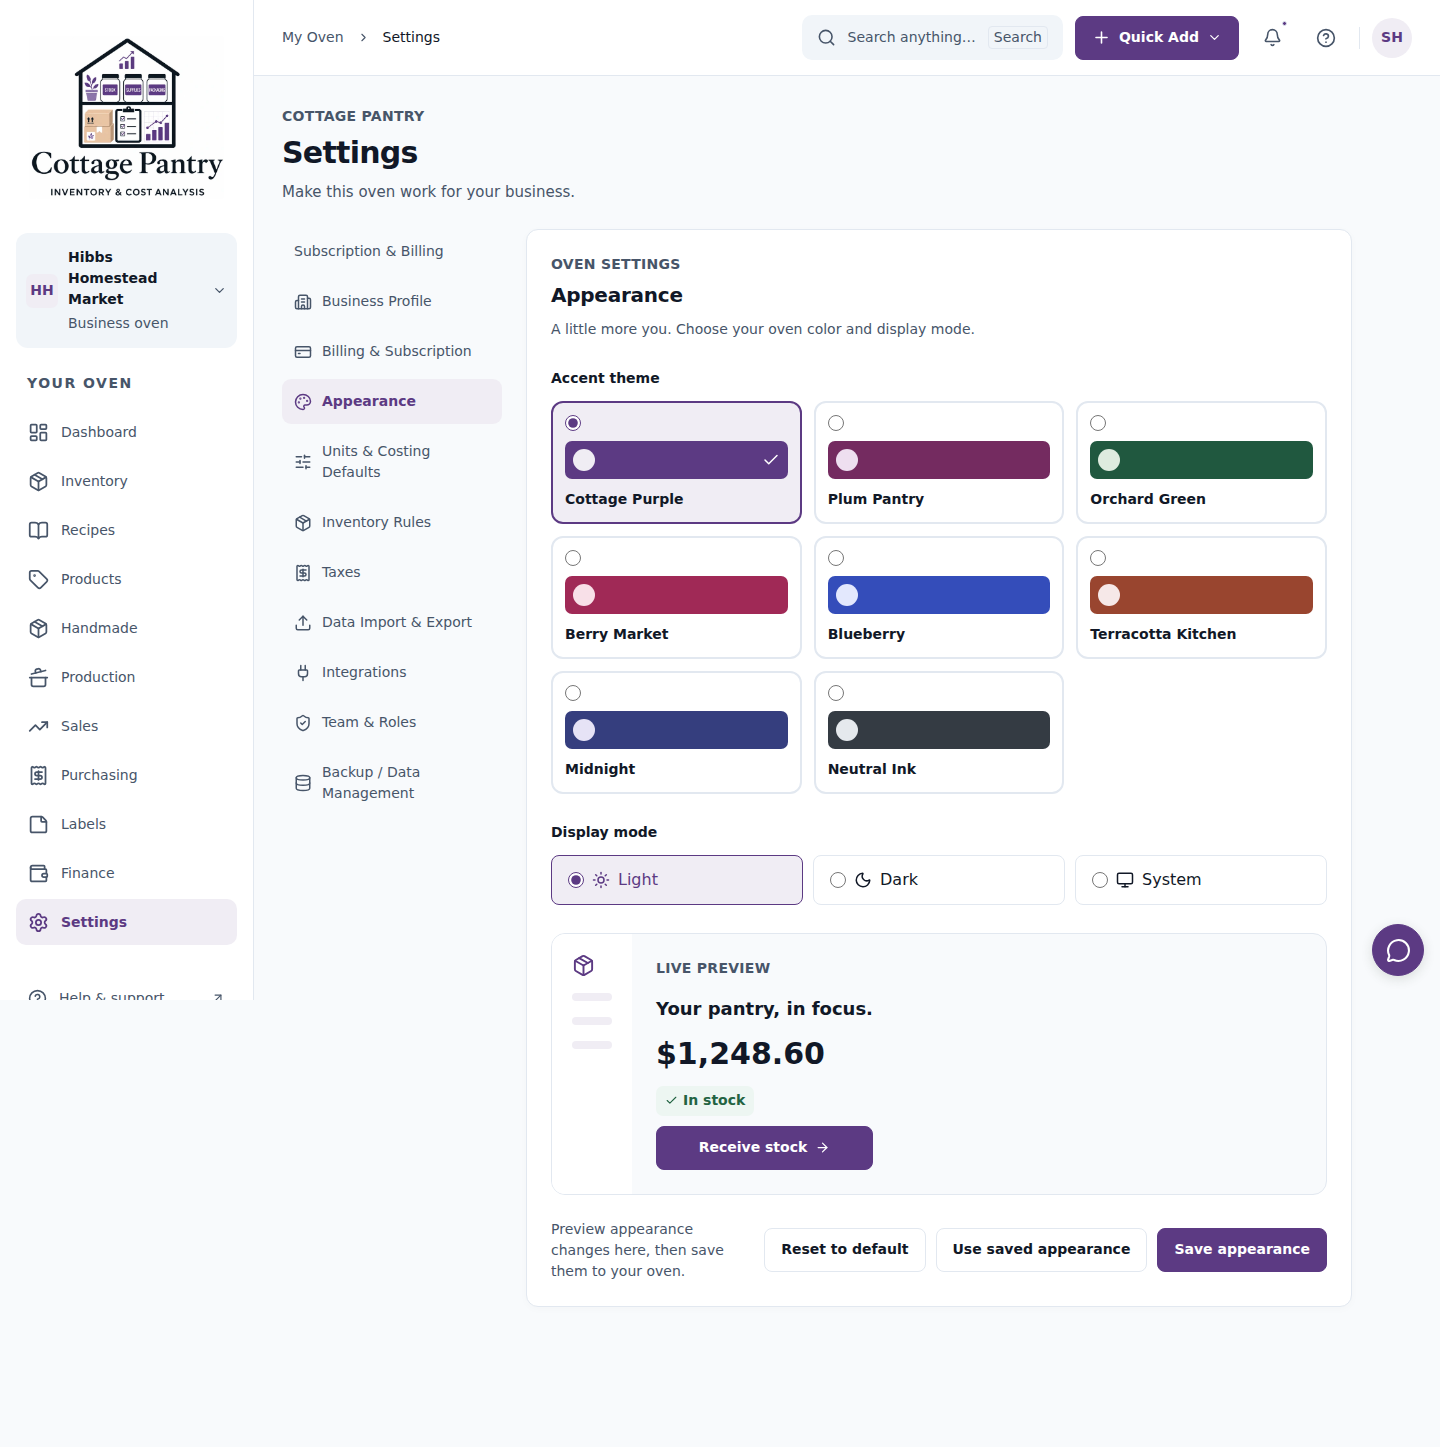 My Oven
Settings
Search anything...
Search
Quick Add
SH
Cottage Pantry
INVENTORY & COST ANALYSIS
HH
Hibbs
Homestead
Market
Business oven
YOUR OVEN
Dashboard
Inventory
Recipes
Products
Handmade
Production
Sales
Purchasing
Labels
Finance
Settings
Help & support
COTTAGE PANTRY
Settings
Make this oven work for your business.
Subscription & Billing
Business Profile
Billing & Subscription
Appearance
Units & Costing
Defaults
Inventory Rules
Taxes
Data Import & Export
Integrations
Team & Roles
Backup / Data
Management
OVEN SETTINGS
Appearance
A little more you. Choose your oven color and display mode.
Accent theme
Cottage Purple
Plum Pantry
Orchard Green
Berry Market
Blueberry
Terracotta Kitchen
Midnight
Neutral Ink
Display mode
Light
Dark
System
LIVE PREVIEW
Your pantry, in focus.
$1,248.60
In stock
Receive stock
Preview appearance
changes here, then save
them to your oven.
Reset to default
Use saved appearance
Save appearance